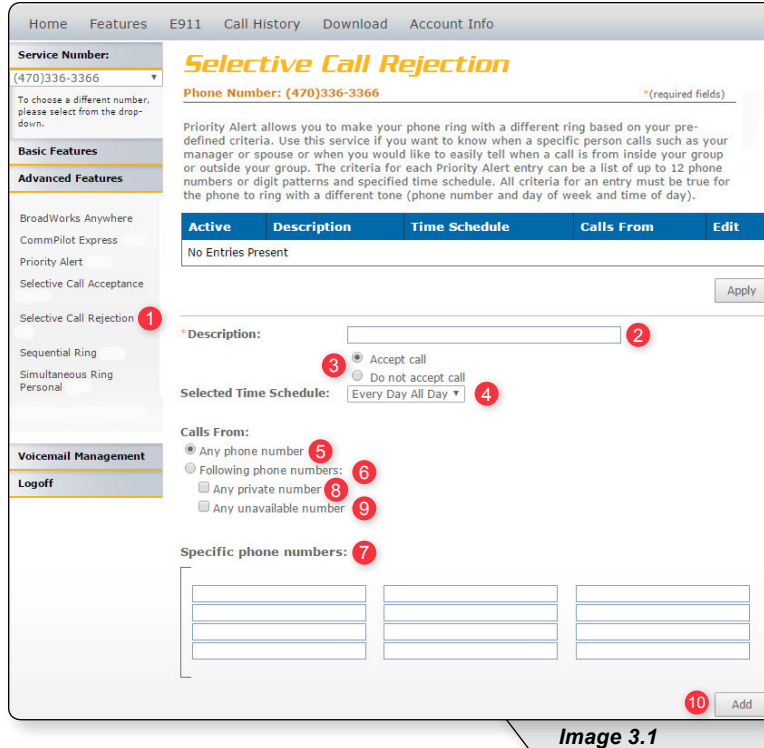 Home Features E911 Call History Download Account Info
Service Number:
(470)336-3366
To choose a different number,
please select from the drop-
down.
Basic Features
Advanced Features
BroadWorks Anywhere
CommPilot Express
Priority Alert
Selective Call Acceptance
Selective Call Rejection 1
Sequential Ring
Simultaneous Ring
Personal
Voicemail Management
Logoff
Selective Call Rejection
Phone Number: (470)336-3366 *(required fields)
Priority Alert allows you to make your phone ring with a different ring based on your pre-
defined criteria. Use this service if you want to know when a specific person calls such as your
manager or spouse or when you would like to easily tell when a call is from inside your group
or outside your group. The criteria for each Priority Alert entry can be a list of up to 12 phone
numbers or digit patterns and specified time schedule. All criteria for an entry must be true for
the phone to ring with a different tone (phone number and day of week and time of day).
Active Description Time Schedule Calls From Edit
No Entries Present
Apply
*Description: 2
3 Accept call
Do not accept call
Selected Time Schedule: Every Day All Day 4
Calls From:
Any phone number 5
Following phone numbers: 6
Any private number 8
Any unavailable number 9
Specific phone numbers: 7
10 Add
Image 3.1